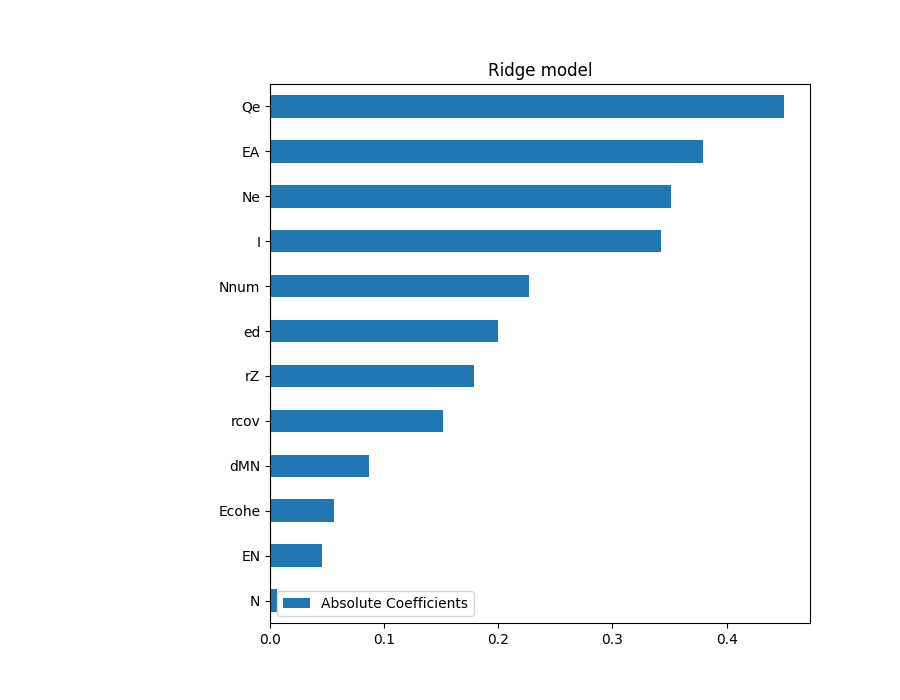 Ridge model
Qe
EA
Ne
I
Nnum
ed
rZ
rcov
dMN
Ecohe
EN
N
Absolute Coefficients
0.0 0.1 0.2 0.3 0.4